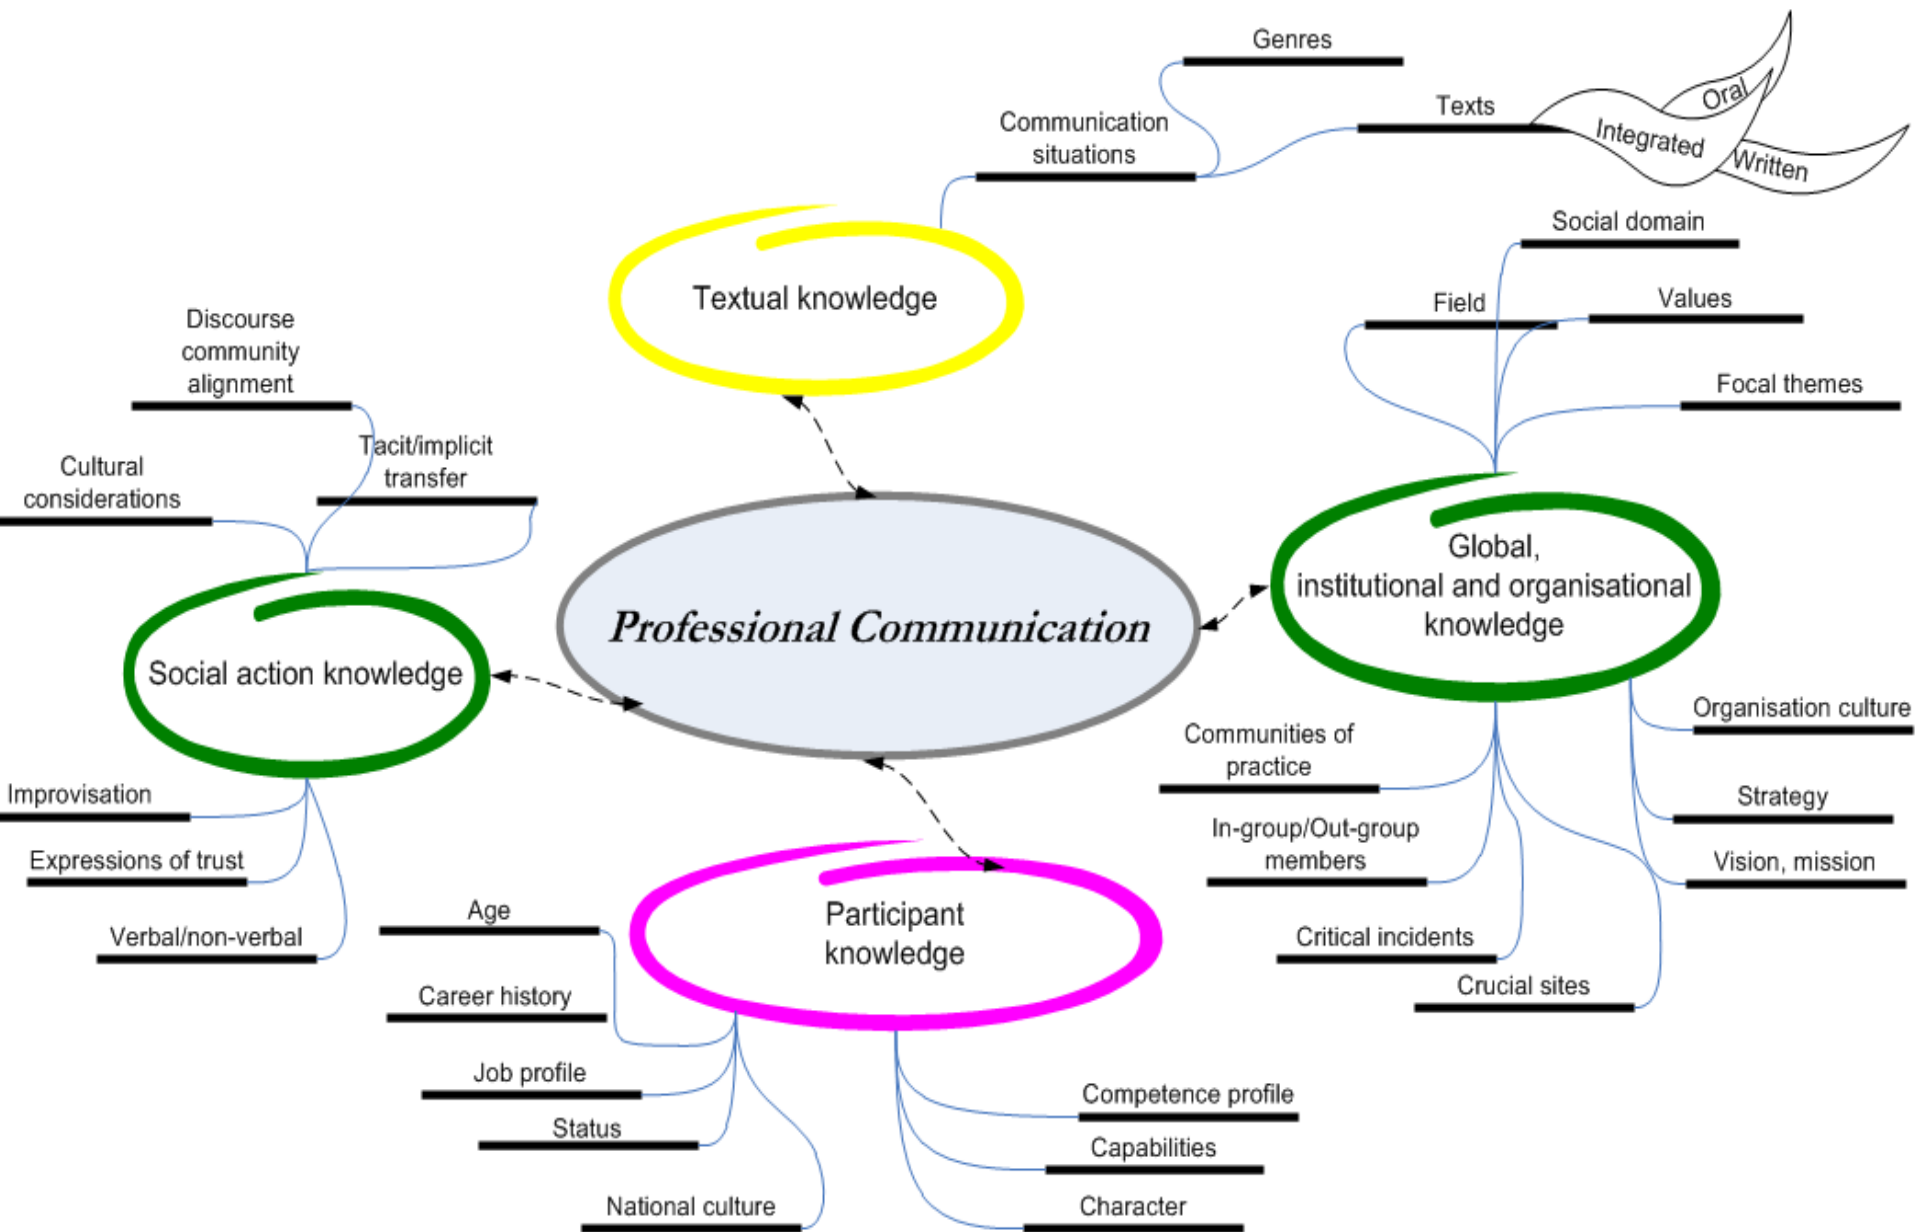 Genres
Texts
Oral
Integrated
Written
Communication
situations
Social domain
Textual knowledge
Field
Values
Focal themes
Discourse
community
alignment
Tacit/implicit
transfer
Cultural
considerations
Global,
institutional and organisational
knowledge
Professional Communication
Social action knowledge
Organisation culture
Communities of
practice
Strategy
In-group/Out-group
members
Vision, mission
Critical incidents
Crucial sites
Improvisation
Expressions of trust
Verbal/non-verbal
Participant
knowledge
Age
Career history
Job profile
Status
National culture
Competence profile
Capabilities
Character